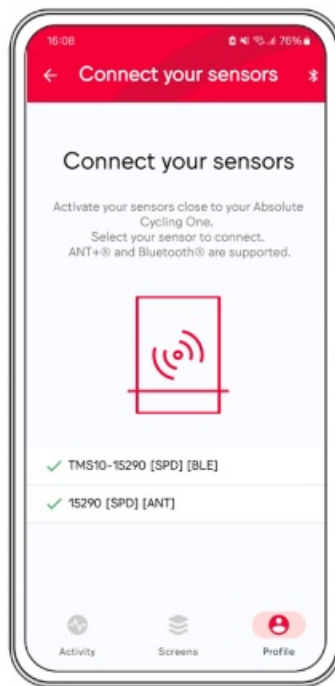 16:08 76%
Connect your sensors
Connect your sensors
Activate your sensors close to your Absolute
Cycling One.
Select your sensor to connect.
ANT+® and Bluetooth® are supported.
TMS10-15290 [SPD] [BLE]
15290 [SPD] [ANT]
Activity Screens Profile